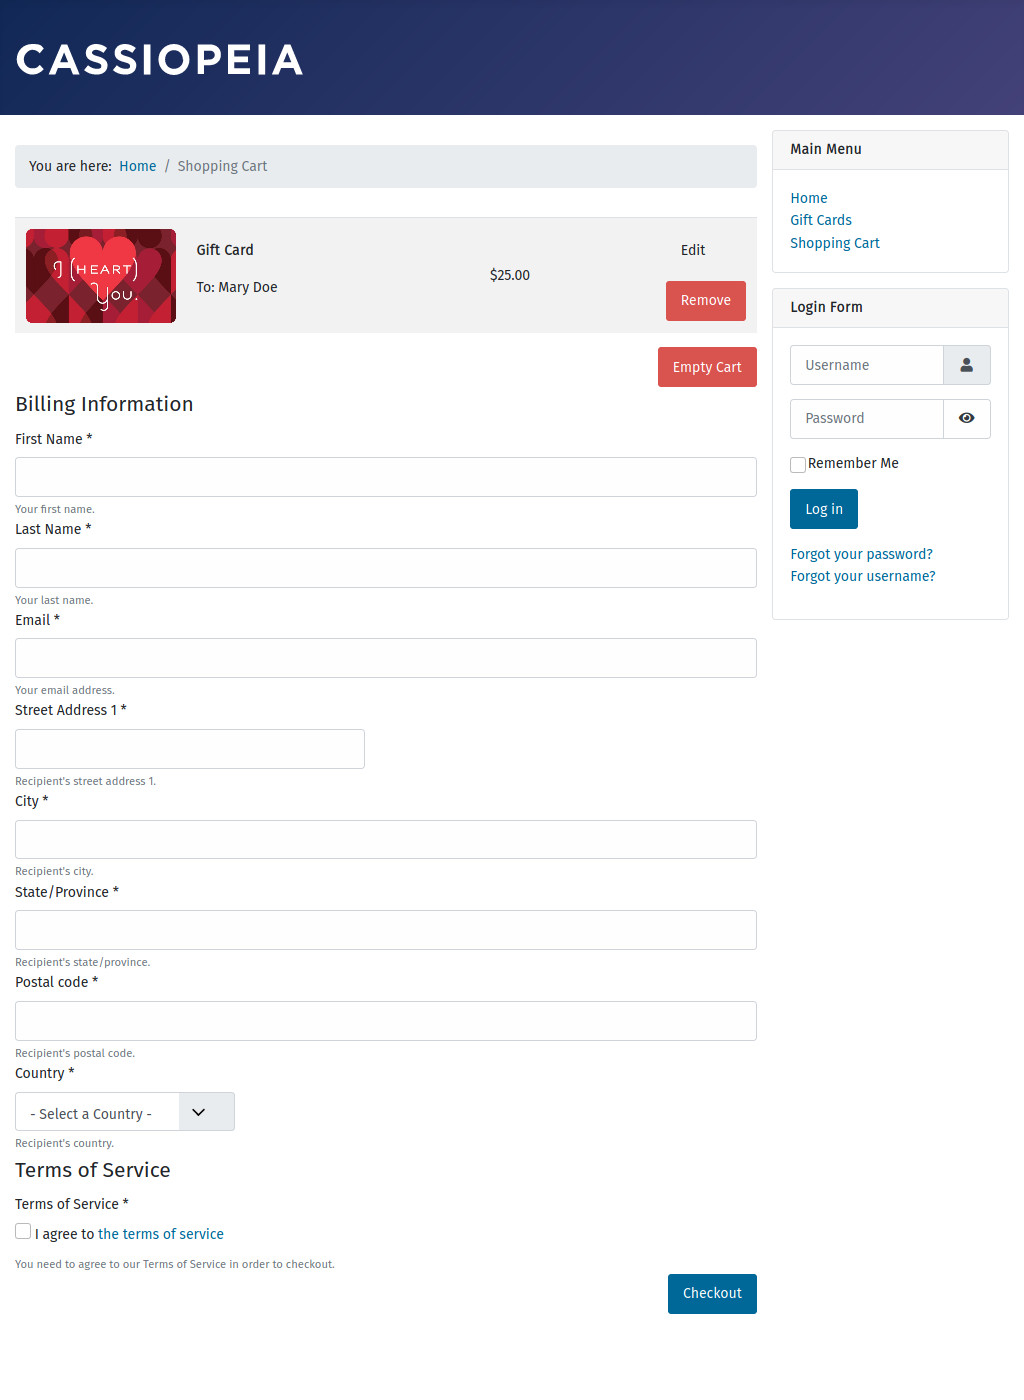 CASSIOPEIA
You are here: Home / Shopping Cart
I (HEART)
You.
Gift Card
To: Mary Doe
$25.00
Edit
Remove
Empty Cart
Billing Information
First Name *
Your first name.
Last Name *
Your last name.
Email *
Your email address.
Street Address 1 *
Recipient's street address 1.
City *
Recipient's city.
State/Province *
Recipient's state/province.
Postal code *
Recipient's postal code.
Country *
- Select a Country -
Recipient's country.
Terms of Service
Terms of Service *
I agree to the terms of service
You need to agree to our Terms of Service in order to checkout.
Checkout
Main Menu
Home
Gift Cards
Shopping Cart
Login Form
Username
Password
Remember Me
Log in
Forgot your password?
Forgot your username?